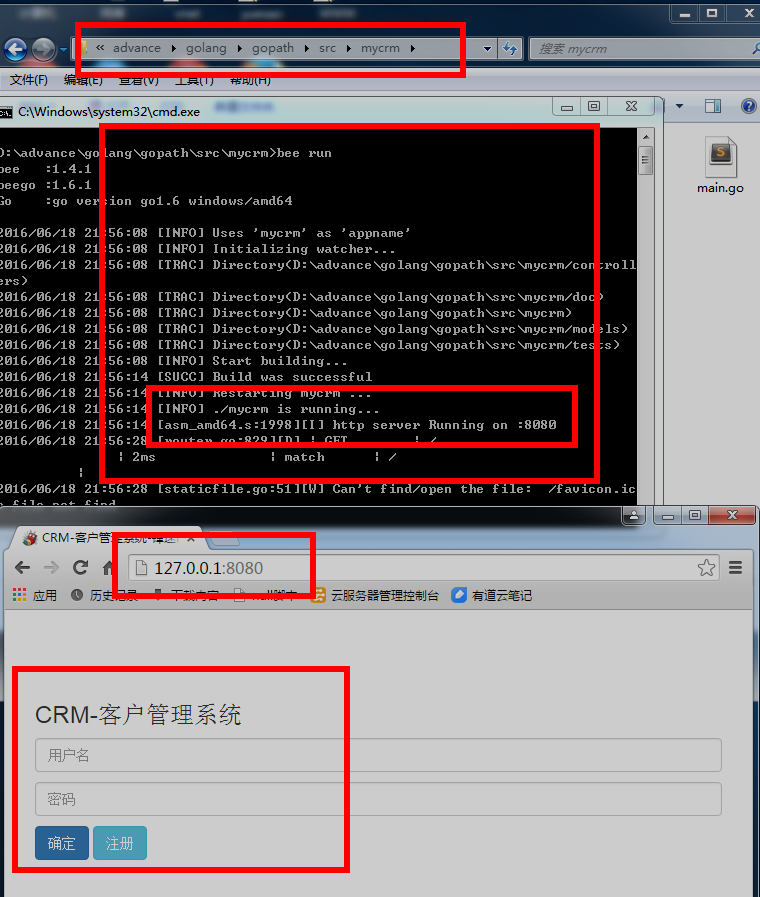 « advance ▸ golang ▸ gopath ▸ src ▸ mycrm ▸
搜索 mycrm
文件(F) 编辑(E) 查看(V) 工具(T) 帮助(H)
C:\Windows\system32\cmd.exe
main.go
D:\advance\golang\gopath\src\mycrm>bee run
bee   :1.4.1
beego :1.6.1
Go    :go version go1.6 windows/amd64
2016/06/18 21:56:08 [INFO] Uses 'mycrm' as 'appname'
2016/06/18 21:56:08 [INFO] Initializing watcher...
2016/06/18 21:56:08 [TRAC] Directory(D:\advance\golang\gopath\src\mycrm/controll
ers)
2016/06/18 21:56:08 [TRAC] Directory(D:\advance\golang\gopath\src\mycrm/doc)
2016/06/18 21:56:08 [TRAC] Directory(D:\advance\golang\gopath\src\mycrm)
2016/06/18 21:56:08 [TRAC] Directory(D:\advance\golang\gopath\src\mycrm/models)
2016/06/18 21:56:08 [TRAC] Directory(D:\advance\golang\gopath\src\mycrm/tests)
2016/06/18 21:56:08 [INFO] Start building...
2016/06/18 21:56:14 [SUCC] Build was successful
2016/06/18 21:56:14 [INFO] Restarting mycrm ...
2016/06/18 21:56:14 [INFO] ./mycrm is running...
2016/06/18 21:56:14 [asm_amd64.s:1998][I] http server Running on :8080
2016/06/18 21:56:28 [router.go:829][D] | GET | /
| 2ms | match | /
|
2016/06/18 21:56:28 [staticfile.go:51][W] Can't find/open the file: /favicon.ic
file not find
CRM-客户管理系统-
127.0.0.1:8080
应用 历史记录 下载内容 云服务器管理控制台 有道云笔记
CRM-客户管理系统
用户名
密码
确定 注册